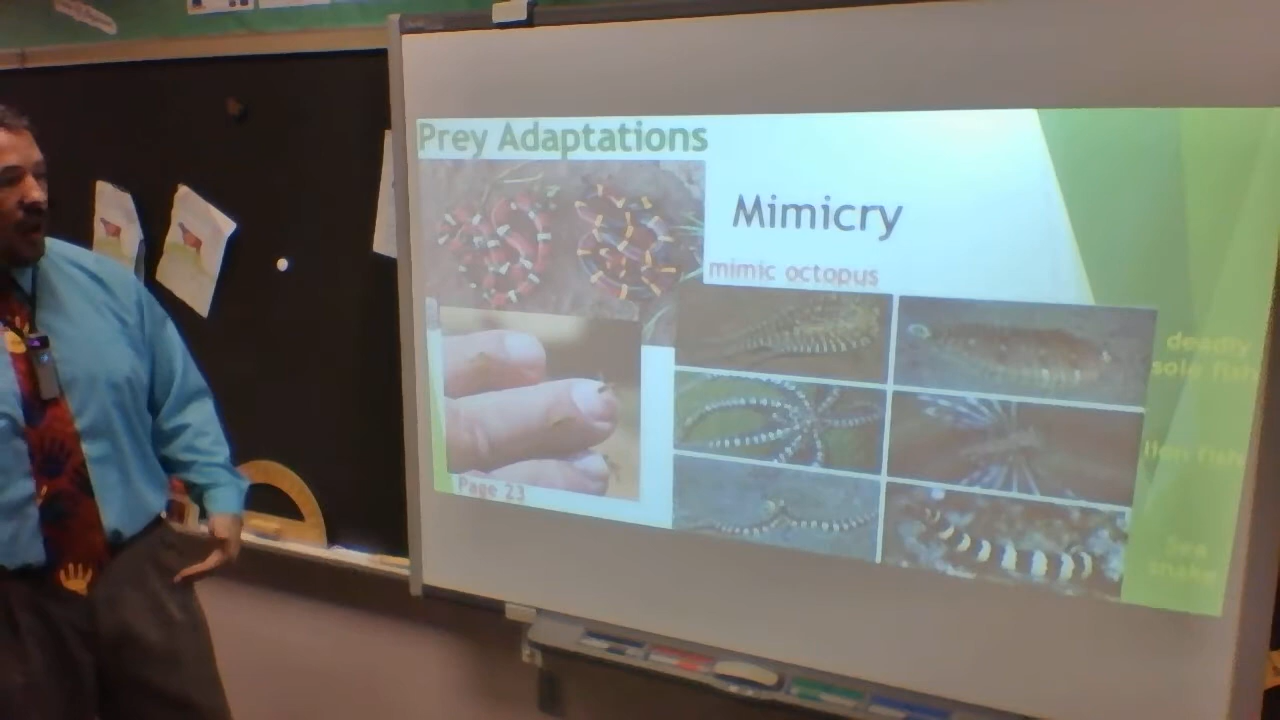 Prey Adaptations
Mimicry
mimic octopus
deadly
sole fish
lion fish
Sea
snake
Page 23